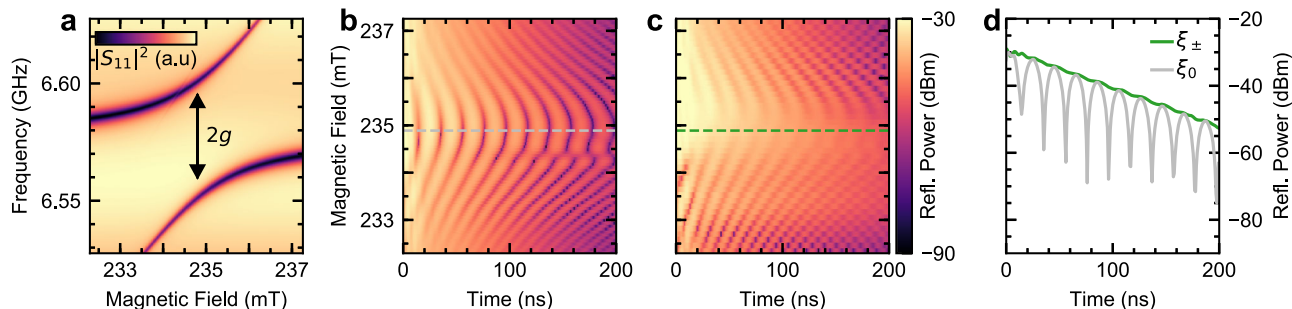 a
|S₁₁|² (a.u)
2g
6.60
6.55
Frequency (GHz)
233
235
237
Magnetic Field (mT)
b
237
235
233
Magnetic Field (mT)
0
100
200
Time (ns)
c
0
100
200
Time (ns)
−30
−90
Refl. Power (dBm)
d
ξ±
ξ₀
0
100
200
Time (ns)
−20
−40
−60
−80
Refl. Power (dBm)